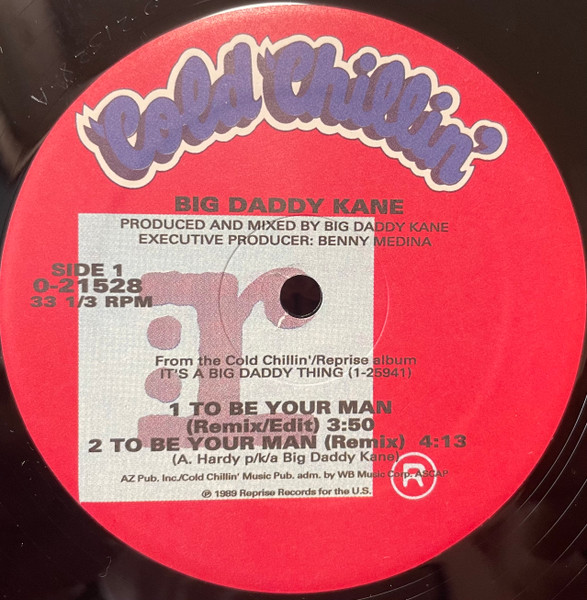 Cold Chillin'
BIG DADDY KANE
PRODUCED AND MIXED BY BIG DADDY KANE
EXECUTIVE PRODUCER: BENNY MEDINA
SIDE 1
0-21528
33 1/3 RPM
r:
From the Cold Chillin'/Reprise album
IT'S A BIG DADDY THING (1-25941)
1 TO BE YOUR MAN
(Remix/Edit) 3:50
2 TO BE YOUR MAN (Remix) 4:13
(A. Hardy p/k/a Big Daddy Kane)
AZ Pub. Inc./Cold Chillin' Music Pub. adm. by WB Music Corp. ASCAP
R
℗ 1989 Reprise Records for the U.S.